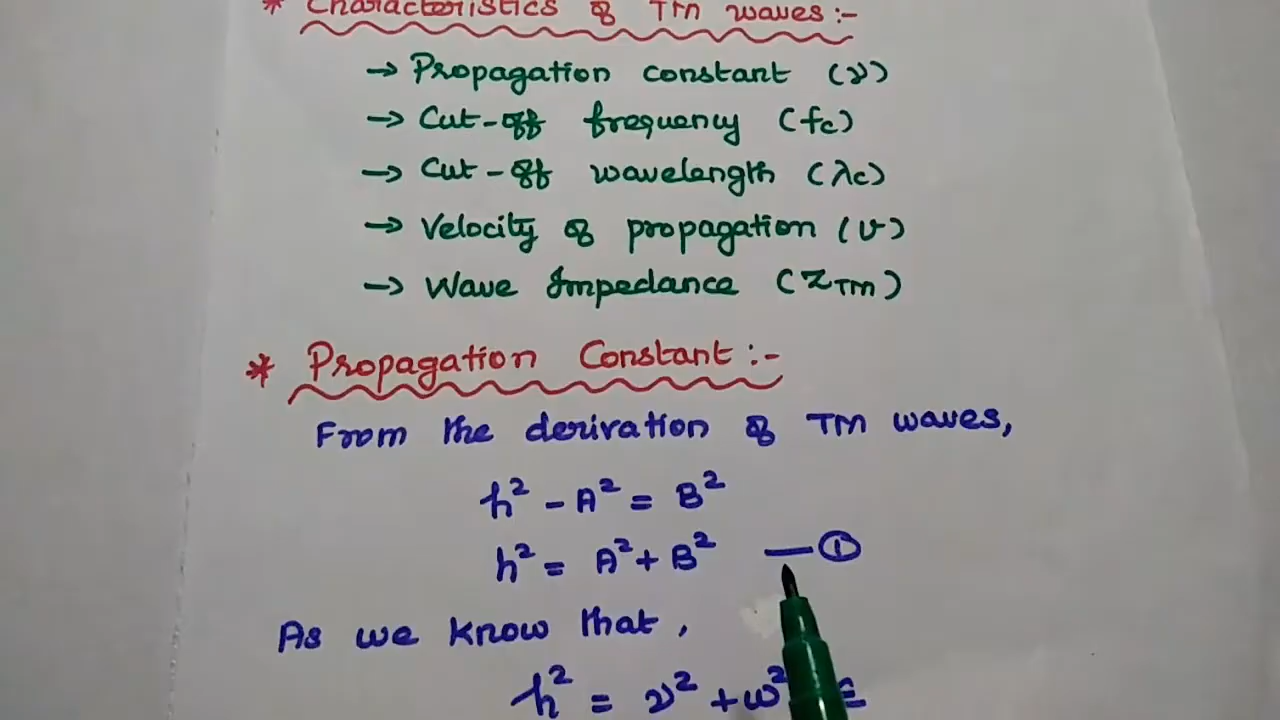 * Characteristics of TM waves :-
→ Propagation constant (γ)
→ Cut-off frequency (fc)
→ Cut-off wavelength (λc)
→ Velocity of propagation (v)
→ Wave Impedance (Z_TM)
* Propagation Constant :-
From the derivation of TM waves,
h² - A² = B²
h² = A² + B² — ①
As we know that,
h² = γ² + ω² ε